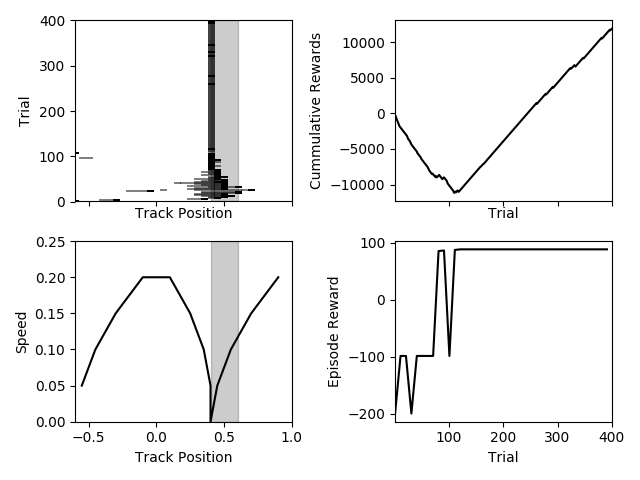 400
300
200
100
0
Trial
Track Position
10000
5000
0
−5000
−10000
Cummulative Rewards
Trial
0.25
0.20
0.15
0.10
0.05
0.00
Speed
−0.5 0.0 0.5 1.0
Track Position
100
0
−100
−200
Episode Reward
100 200 300 400
Trial